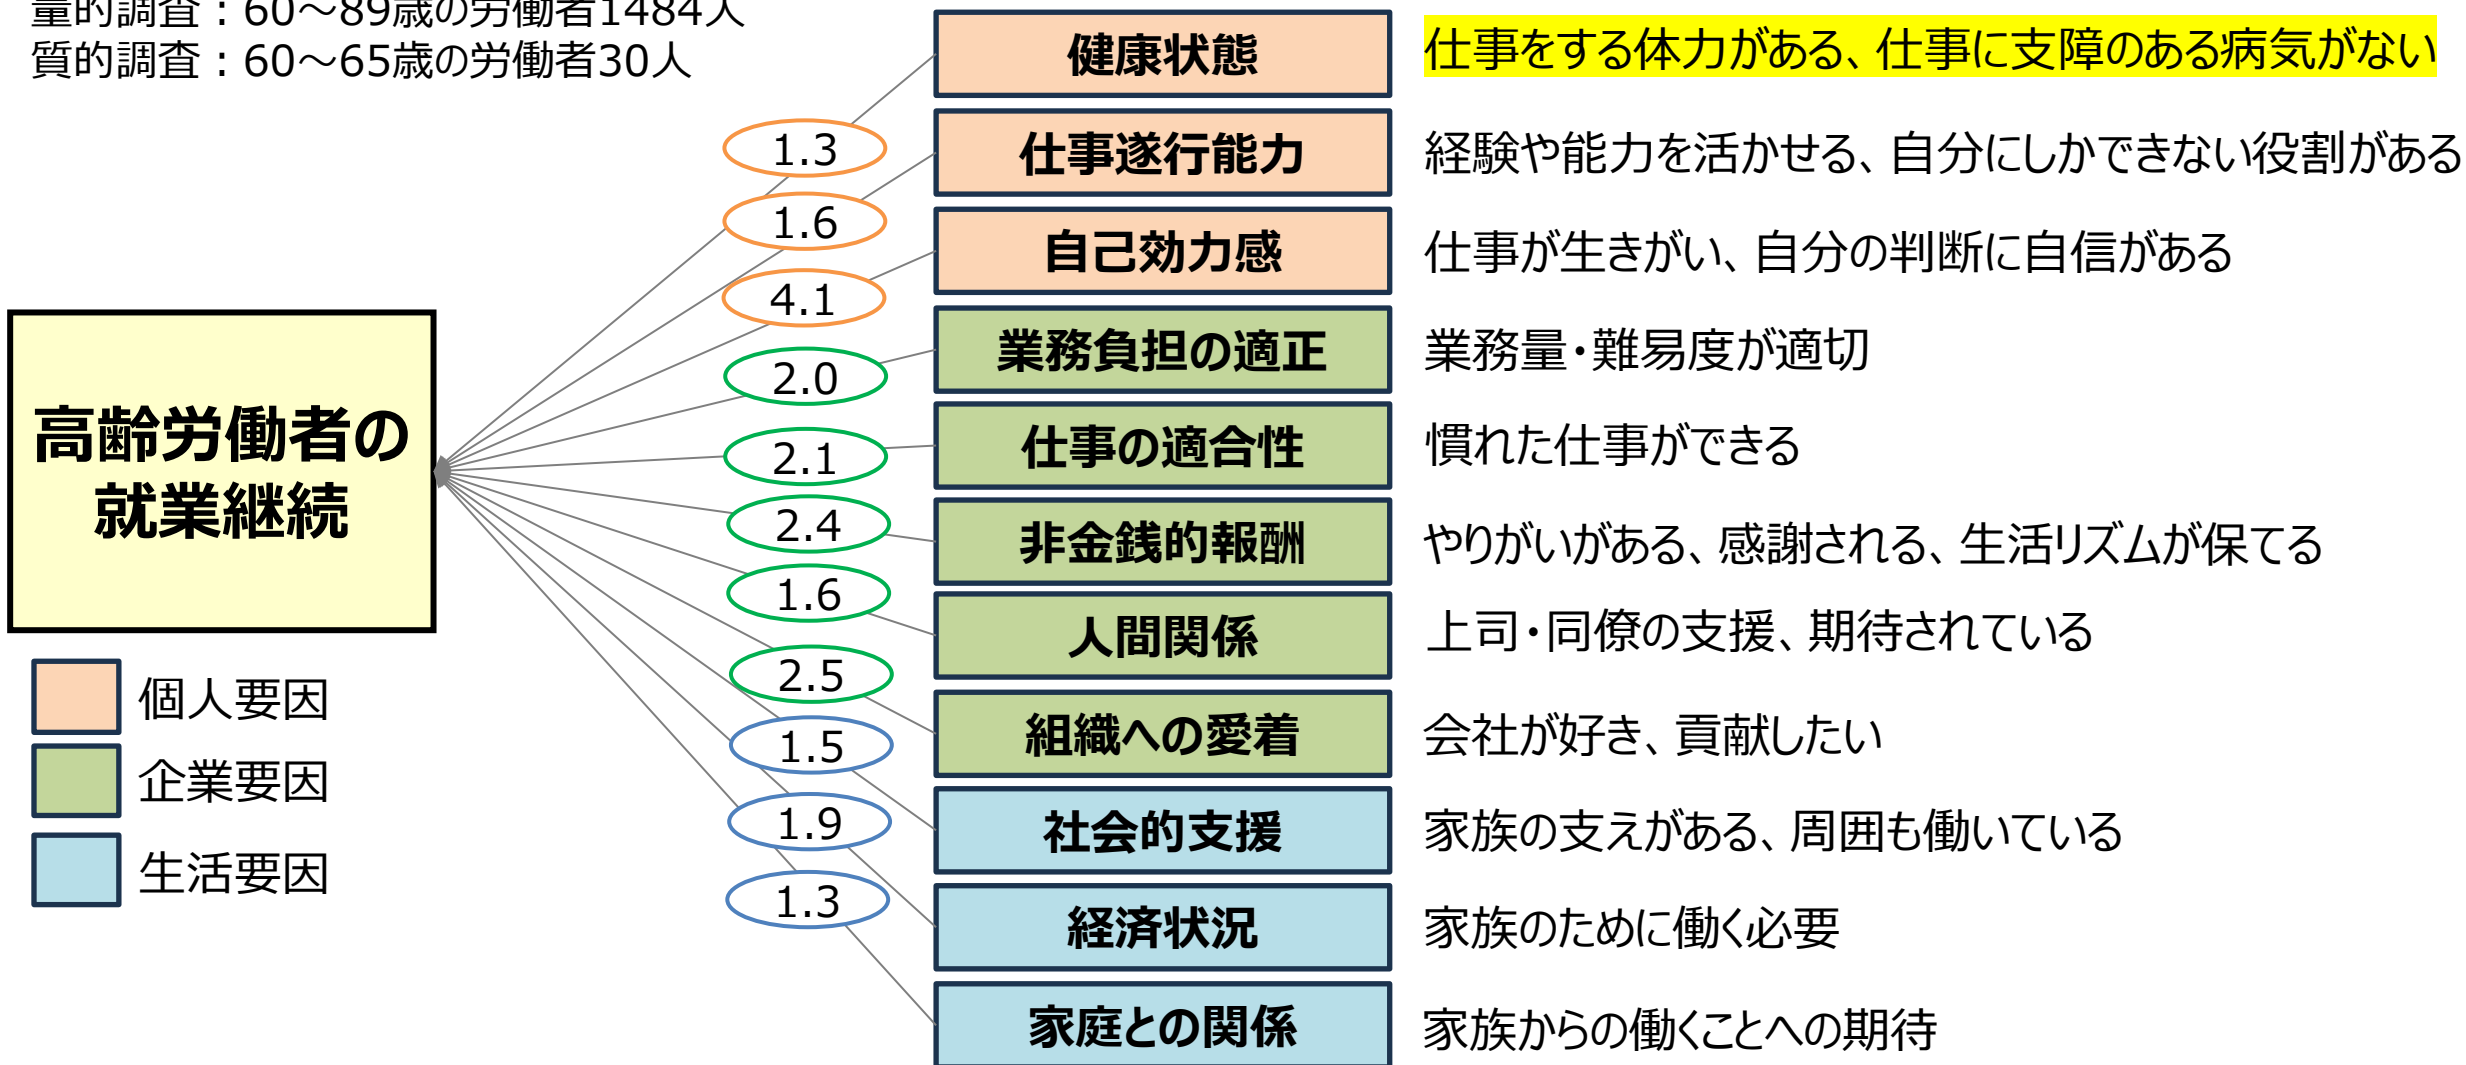 量的調査：60～89歳の労働者1484人
質的調査：60～65歳の労働者30人
健康状態 仕事をする体力がある、仕事に支障のある病気がない
1.3
仕事遂行能力 経験や能力を活かせる、自分にしかできない役割がある
1.6
自己効力感 仕事が生きがい、自分の判断に自信がある
4.1
業務負担の適正 業務量・難易度が適切
2.0
仕事の適合性 慣れた仕事ができる
2.1
非金銭的報酬 やりがいがある、感謝される、生活リズムが保てる
2.4
人間関係 上司・同僚の支援、期待されている
1.6
組織への愛着 会社が好き、貢献したい
2.5
社会的支援 家族の支えがある、周囲も働いている
1.5
経済状況 家族のために働く必要
1.9
家庭との関係 家族からの働くことへの期待
1.3
高齢労働者の
就業継続
個人要因
企業要因
生活要因